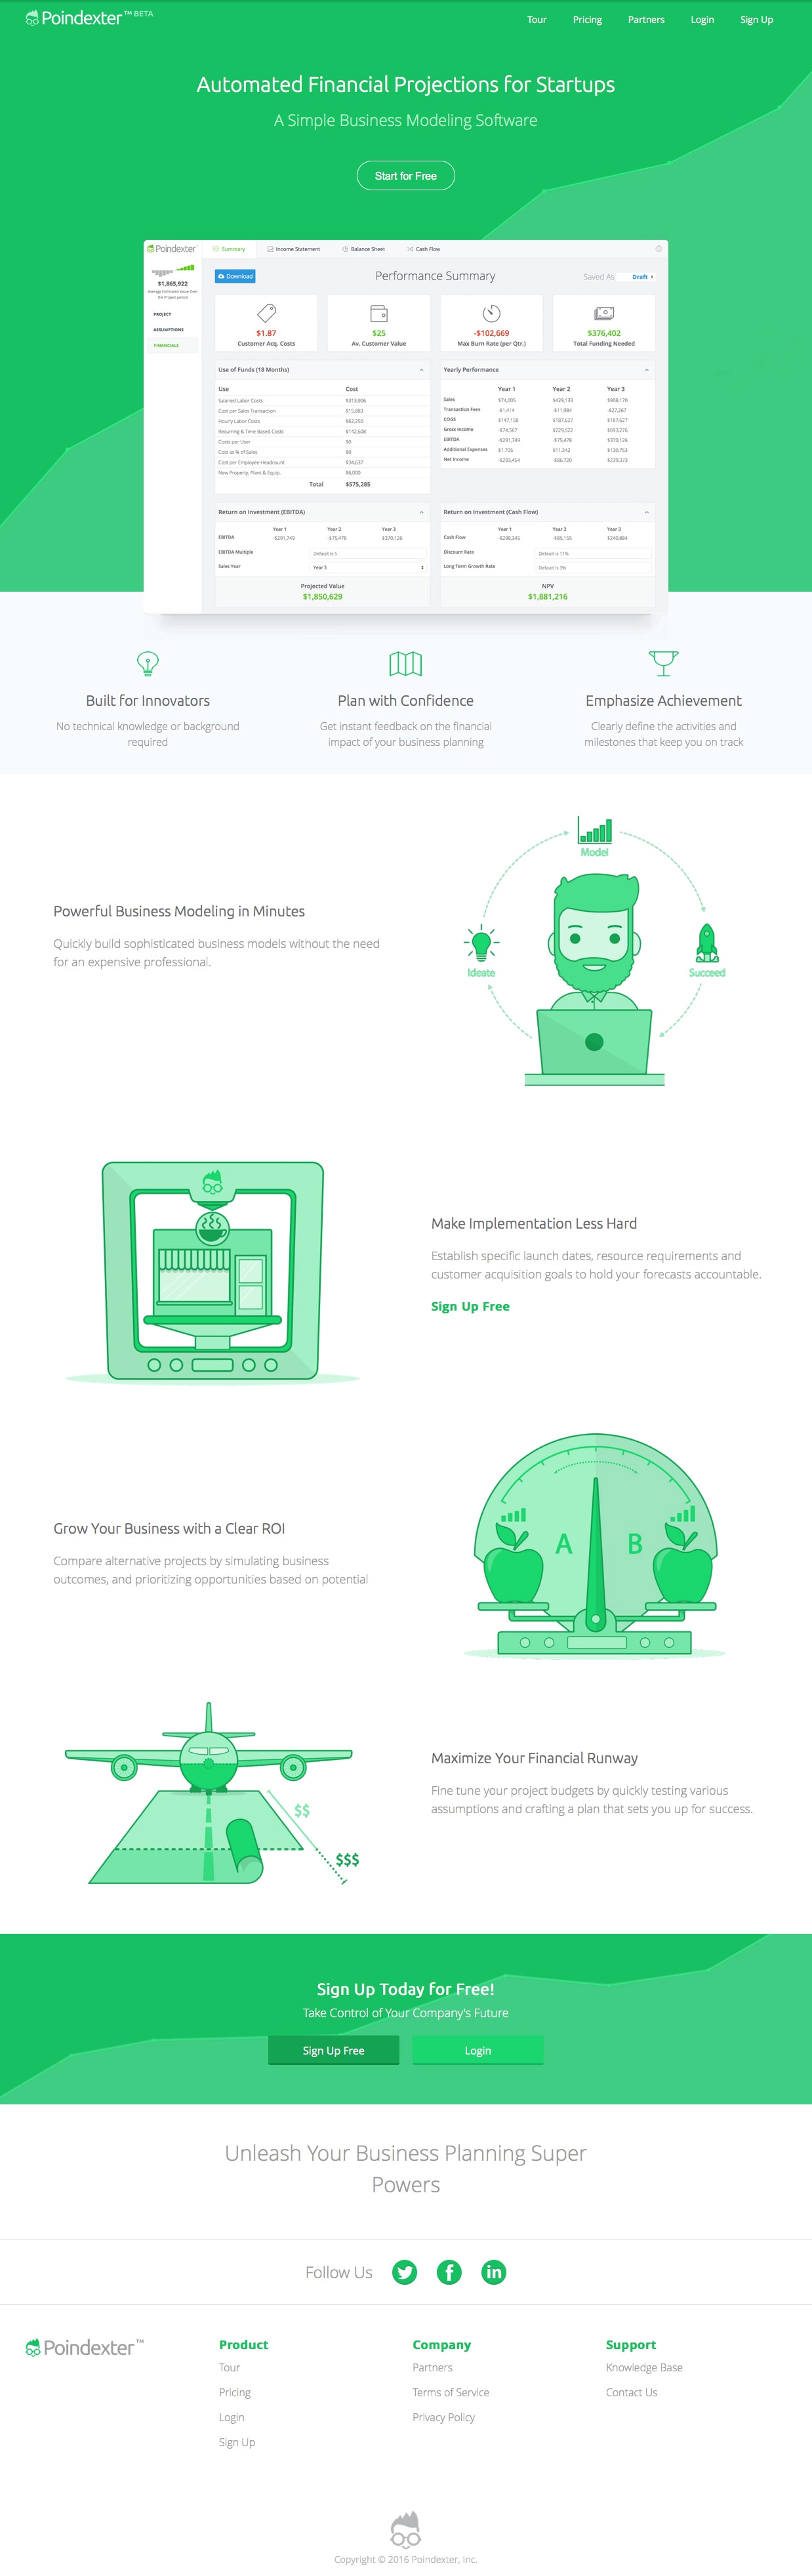 Poindexter™ BETA
Tour Pricing Partners Login Sign Up
Automated Financial Projections for Startups
A Simple Business Modeling Software
Start for Free
Poindexter Summary Income Statement Balance Sheet Cash Flow
Download Performance Summary Saved As Draft
$1,865,922
Average Estimated Value Over
the Project period
PROJECT
ASSUMPTIONS
FINANCIALS
$1.87 $25 -$102,669 $376,402
Customer Acq. Costs Av. Customer Value Max Burn Rate (per Qtr.) Total Funding Needed
Use of Funds (18 Months)
Use Cost
Salaried Labor Costs $313,906
Cost per Sales Transaction $15,883
Hourly Labor Costs $62,250
Recurring & Time Based Costs $142,608
Costs per User $0
Cost as % of Sales $0
Cost per Employee Headcount $34,637
New Property, Plant & Equip. $6,000
Total $575,285
Yearly Performance
Year 1 Year 2 Year 3
Sales $74,005 $429,133 $908,170
Transaction Fees -$1,414 -$11,984 -$27,267
COGS $147,158 $187,627 $187,627
Gross Income -$74,567 $229,522 $693,276
EBITDA -$291,749 -$75,478 $370,126
Additional Expenses $1,705 $11,242 $130,753
Net Income -$293,454 -$86,720 $239,373
Return on Investment (EBITDA)
Year 1 Year 2 Year 3
EBITDA -$291,749 -$75,478 $370,126
EBITDA Multiple Default is 5
Sales Year Year 3
Projected Value
$1,850,629
Return on Investment (Cash Flow)
Year 1 Year 2 Year 3
Cash Flow -$298,345 -$85,155 $240,884
Discount Rate Default is 11%
Long Term Growth Rate Default is 3%
NPV
$1,881,216
Built for Innovators
No technical knowledge or background
required
Plan with Confidence
Get instant feedback on the financial
impact of your business planning
Emphasize Achievement
Clearly define the activities and
milestones that keep you on track
Powerful Business Modeling in Minutes
Quickly build sophisticated business models without the need
for an expensive professional.
Model
Ideate
Succeed
Make Implementation Less Hard
Establish specific launch dates, resource requirements and
customer acquisition goals to hold your forecasts accountable.
Sign Up Free
Grow Your Business with a Clear ROI
Compare alternative projects by simulating business
outcomes, and prioritizing opportunities based on potential
A B
$$
$$$
Maximize Your Financial Runway
Fine tune your project budgets by quickly testing various
assumptions and crafting a plan that sets you up for success.
Sign Up Today for Free!
Take Control of Your Company's Future
Sign Up Free Login
Unleash Your Business Planning Super
Powers
Follow Us
Poindexter™
Product
Tour
Pricing
Login
Sign Up
Company
Partners
Terms of Service
Privacy Policy
Support
Knowledge Base
Contact Us
Copyright © 2016 Poindexter, Inc.